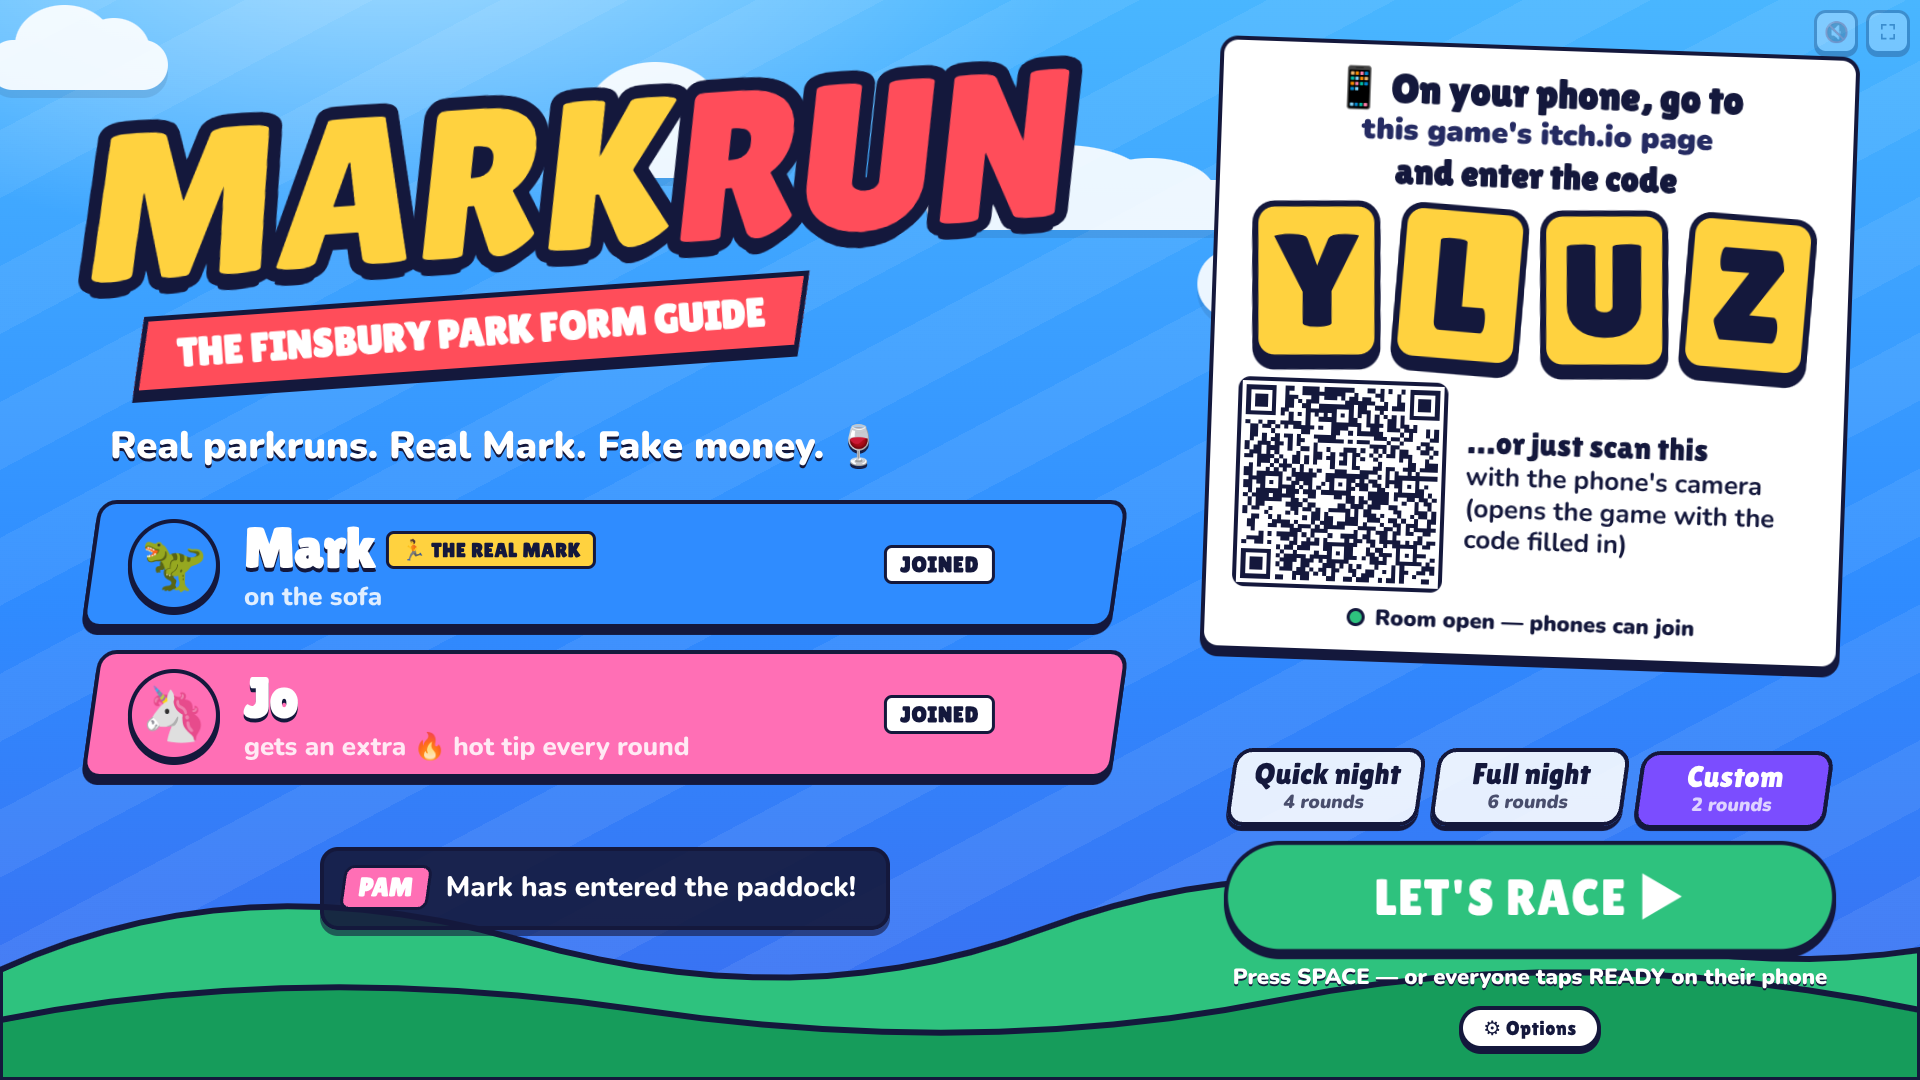 MARKRUN
THE FINSBURY PARK FORM GUIDE
Real parkruns. Real Mark. Fake money.
Mark
THE REAL MARK
on the sofa
JOINED
Jo
gets an extra 🔥 hot tip every round
JOINED
PAM
Mark has entered the paddock!
On your phone, go to
this game's itch.io page
and enter the code
Y L U Z
...or just scan this
with the phone's camera
(opens the game with the
code filled in)
Room open — phones can join
Quick night
4 rounds
Full night
6 rounds
Custom
2 rounds
LET'S RACE
Press SPACE — or everyone taps READY on their phone
Options